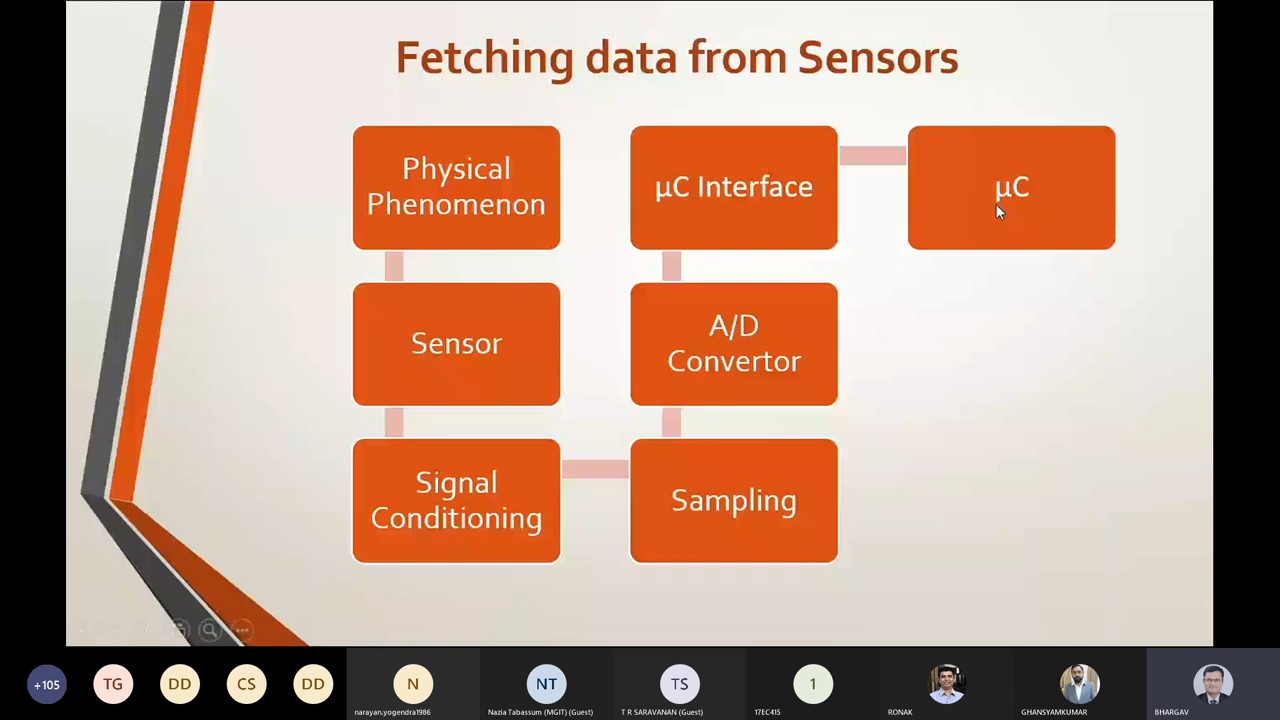 Fetching data from Sensors
Physical
Phenomenon
Sensor
Signal
Conditioning
Sampling
A/D
Convertor
µC Interface
µC
+105
TG
DD
CS
DD
N
NT
TS
1
narayan.yogendra1986
Nazia Tabassum (MGIT) (Guest)
T R SARAVANAN (Guest)
17EC415
RONAK
GHANSYAMKUMAR
BHARGAV